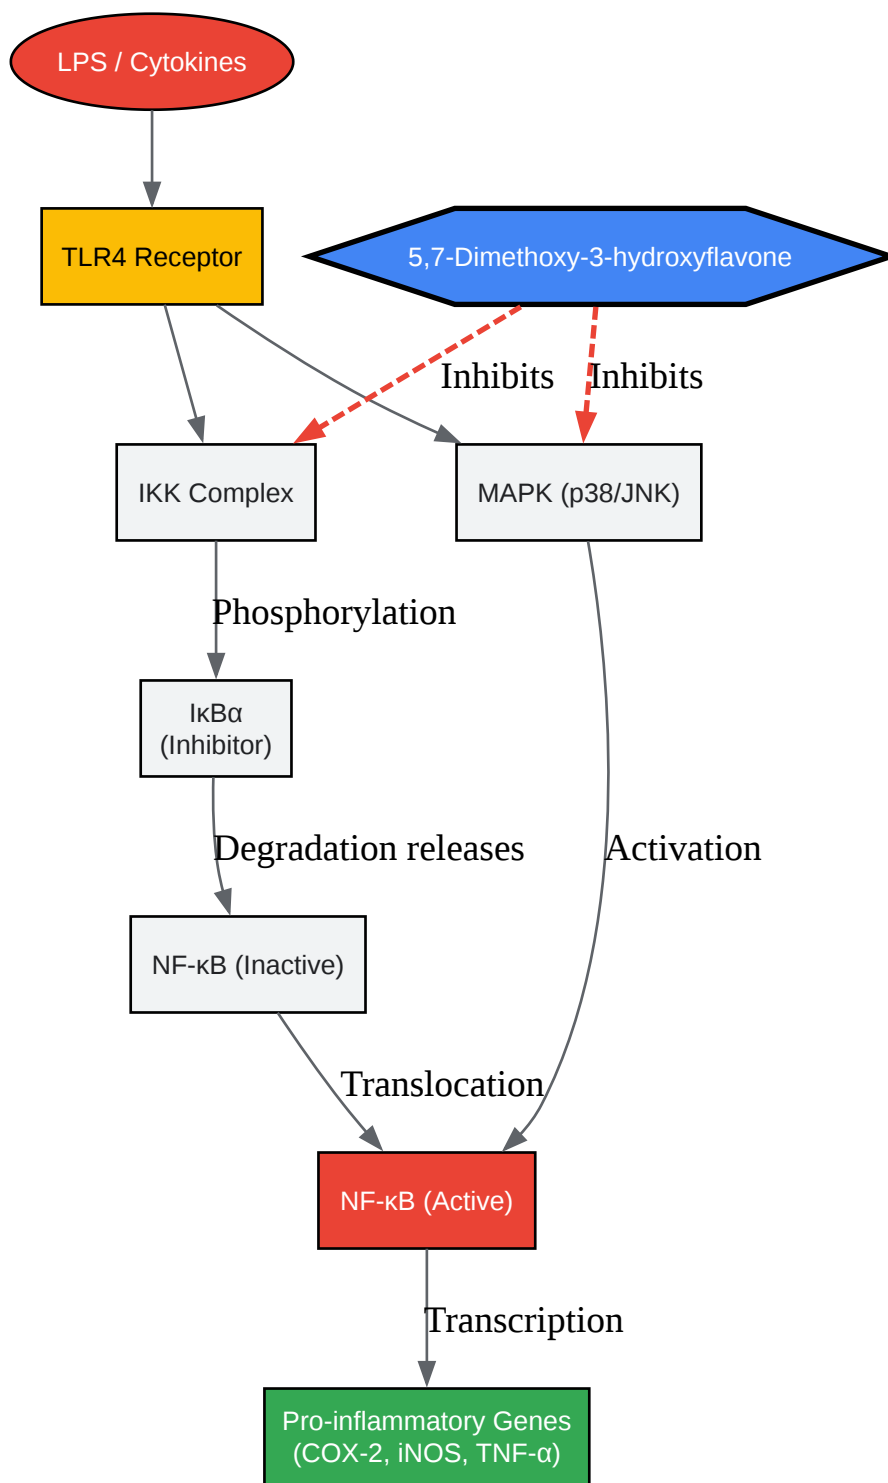 LPS / Cytokines
TLR4 Receptor
5,7-Dimethoxy-3-hydroxyflavone
Inhibits
Inhibits
IKK Complex
MAPK (p38/JNK)
Phosphorylation
IκBα
(Inhibitor)
Degradation releases
Activation
NF-κB (Inactive)
Translocation
NF-κB (Active)
Transcription
Pro-inflammatory Genes
(COX-2, iNOS, TNF-α)